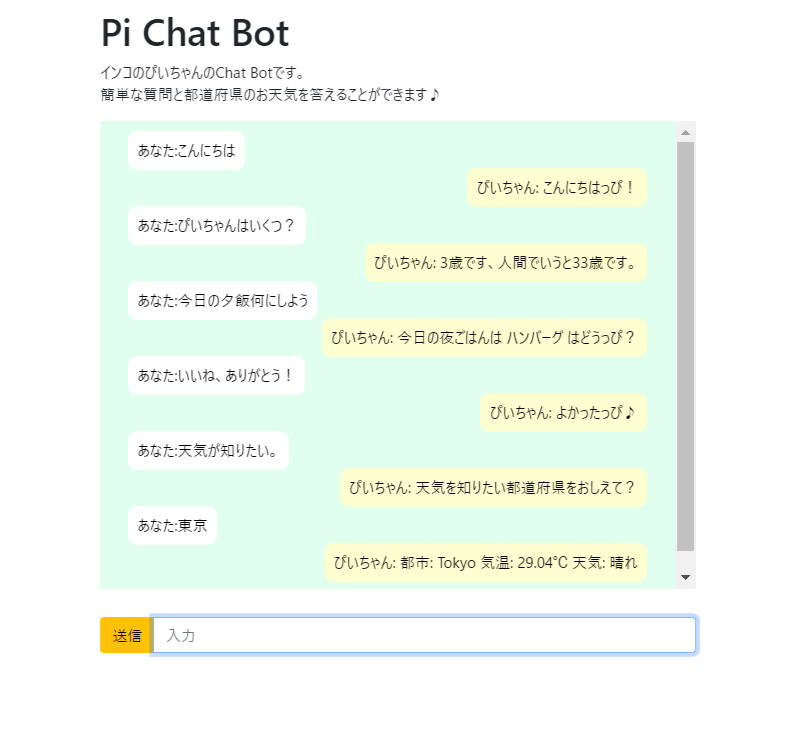 Pi Chat Bot
インコのぴいちゃんのChat Botです。
簡単な質問と都道府県のお天気を答えることができます♪
あなた:こんにちは
ぴいちゃん: こんにちはっぴ！
あなた:ぴいちゃんはいくつ？
ぴいちゃん: 3歳です、人間でいうと33歳です。
あなた:今日の夕飯何にしよう
ぴいちゃん: 今日の夜ごはんは ハンバーグ はどうっぴ？
あなた:いいね、ありがとう！
ぴいちゃん: よかったっぴ♪
あなた:天気が知りたい。
ぴいちゃん: 天気を知りたい都道府県をおしえて？
あなた:東京
ぴいちゃん: 都市: Tokyo 気温: 29.04℃ 天気: 晴れ
送信 入力